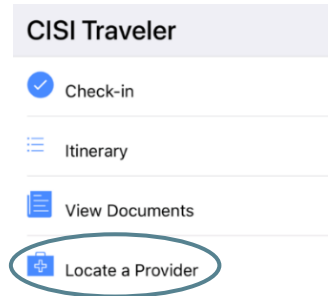 CISI Traveler
Check-in
Itinerary
View Documents
Locate a Provider